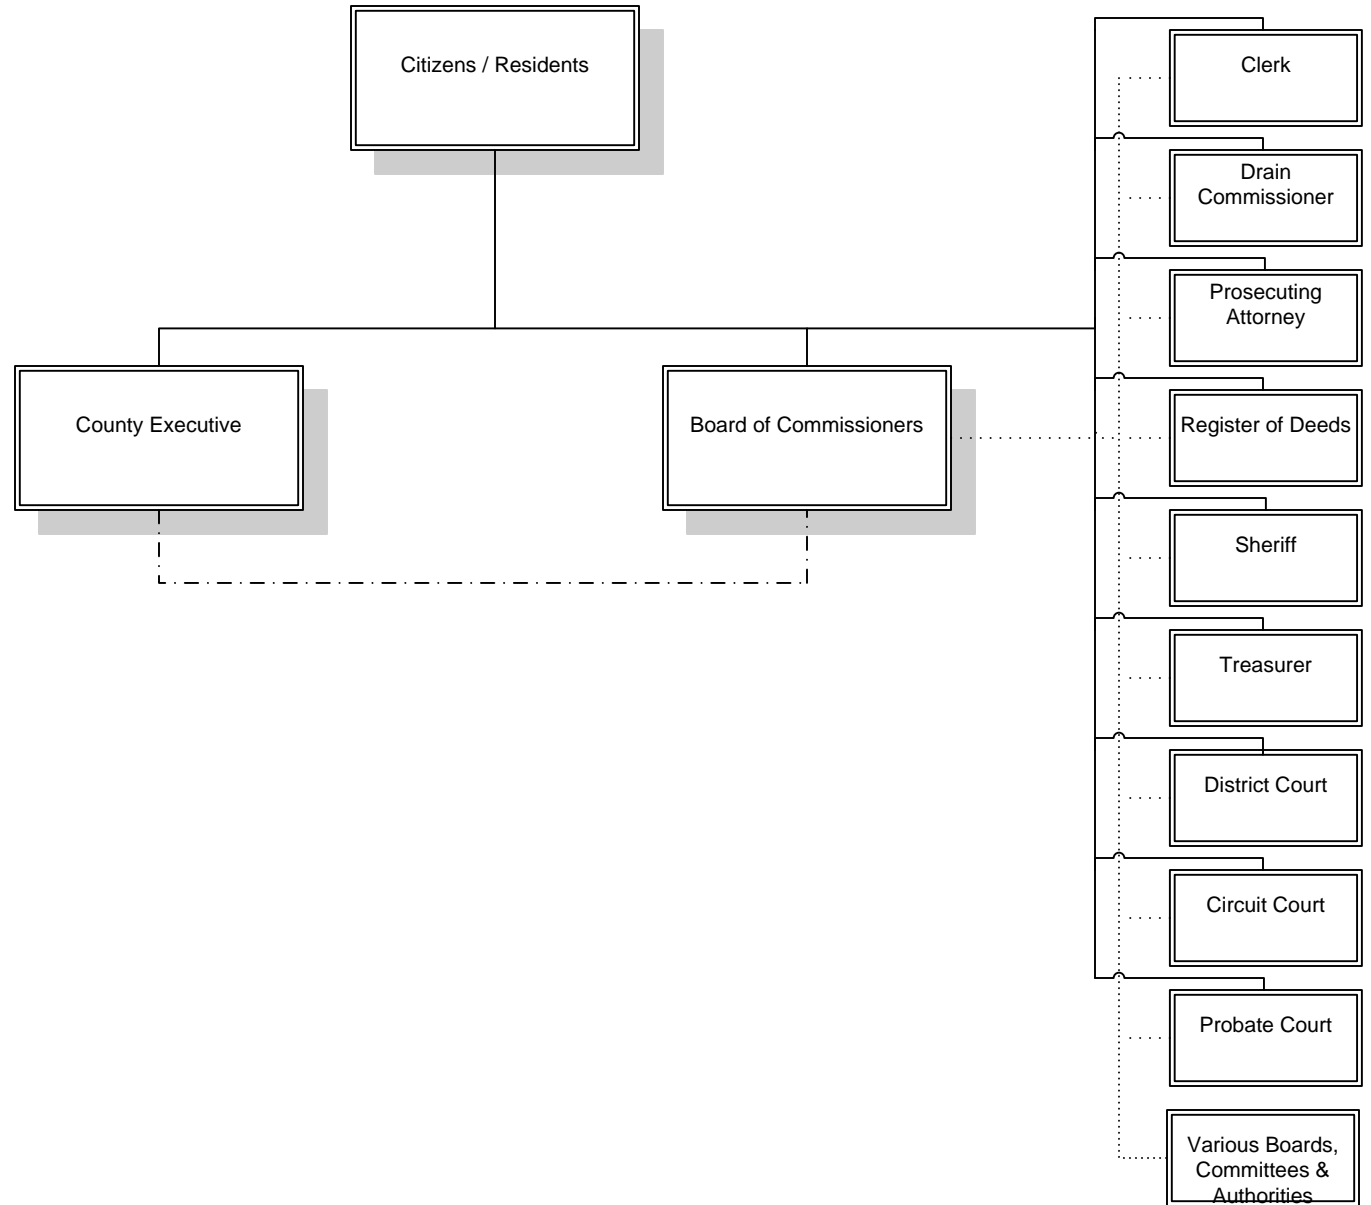 Citizens / Residents
County Executive
Board of Commissioners
Clerk
Drain
Commissioner
Prosecuting
Attorney
Register of Deeds
Sheriff
Treasurer
District Court
Circuit Court
Probate Court
Various Boards,
Committees &
Authorities